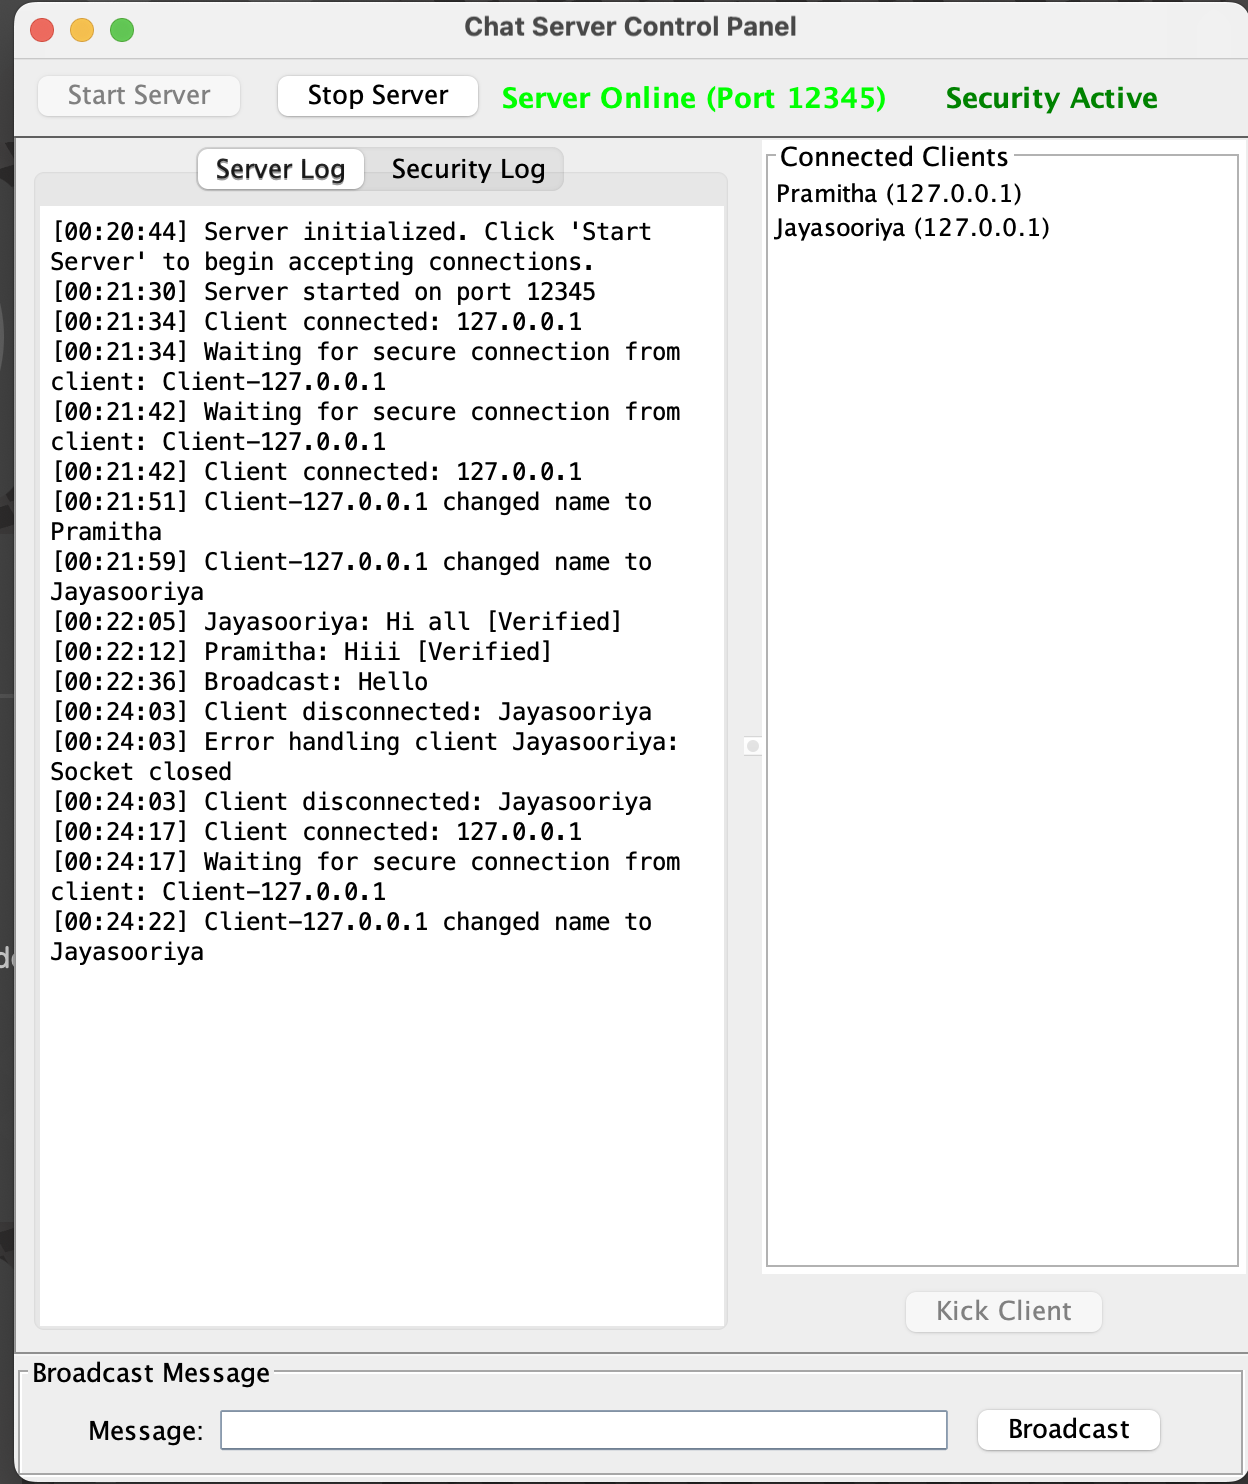 Chat Server Control Panel
Start Server
Stop Server
Server Online (Port 12345)
Security Active
Server Log
Security Log
[00:20:44] Server initialized. Click 'Start
Server' to begin accepting connections.
[00:21:30] Server started on port 12345
[00:21:34] Client connected: 127.0.0.1
[00:21:34] Waiting for secure connection from
client: Client-127.0.0.1
[00:21:42] Waiting for secure connection from
client: Client-127.0.0.1
[00:21:42] Client connected: 127.0.0.1
[00:21:51] Client-127.0.0.1 changed name to
Pramitha
[00:21:59] Client-127.0.0.1 changed name to
Jayasooriya
[00:22:05] Jayasooriya: Hi all [Verified]
[00:22:12] Pramitha: Hiii [Verified]
[00:22:36] Broadcast: Hello
[00:24:03] Client disconnected: Jayasooriya
[00:24:03] Error handling client Jayasooriya:
Socket closed
[00:24:03] Client disconnected: Jayasooriya
[00:24:17] Client connected: 127.0.0.1
[00:24:17] Waiting for secure connection from
client: Client-127.0.0.1
[00:24:22] Client-127.0.0.1 changed name to
Jayasooriya
Connected Clients
Pramitha (127.0.0.1)
Jayasooriya (127.0.0.1)
Kick Client
Broadcast Message
Message:
Broadcast